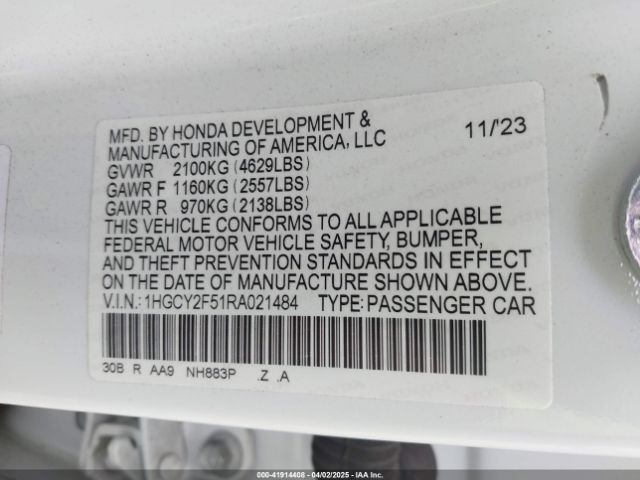 MFD. BY HONDA DEVELOPMENT &
MANUFACTURING OF AMERICA, LLC 11/'23
GVWR 2100KG (4629LBS)
GAWR F 1160KG (2557LBS)
GAWR R 970KG (2138LBS)
THIS VEHICLE CONFORMS TO ALL APPLICABLE
FEDERAL MOTOR VEHICLE SAFETY, BUMPER,
AND THEFT PREVENTION STANDARDS IN EFFECT
ON THE DATE OF MANUFACTURE SHOWN ABOVE.
V.I.N.: 1HGCY2F51RA021484 TYPE: PASSENGER CAR
30B R AA9 NH883P .Z .A
000-41914408 04/02/2025 IAA Inc.